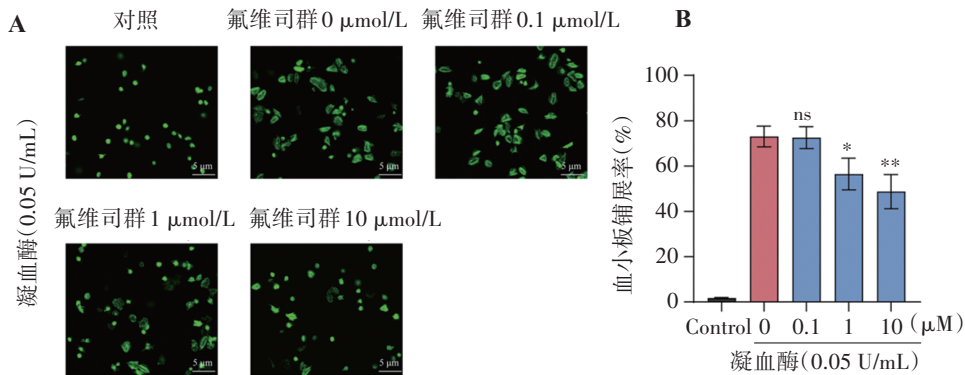 A
对照
氟维司群 0 μmol/L
氟维司群 0.1 μmol/L
凝血酶(0.05 U/mL)
5 μm
5 μm
5 μm
氟维司群 1 μmol/L
氟维司群 10 μmol/L
5 μm
5 μm
B
血小板铺展率(%)
100
80
60
40
20
0
ns
*
**
Control 0 0.1 1 10 (μM)
凝血酶(0.05 U/mL)